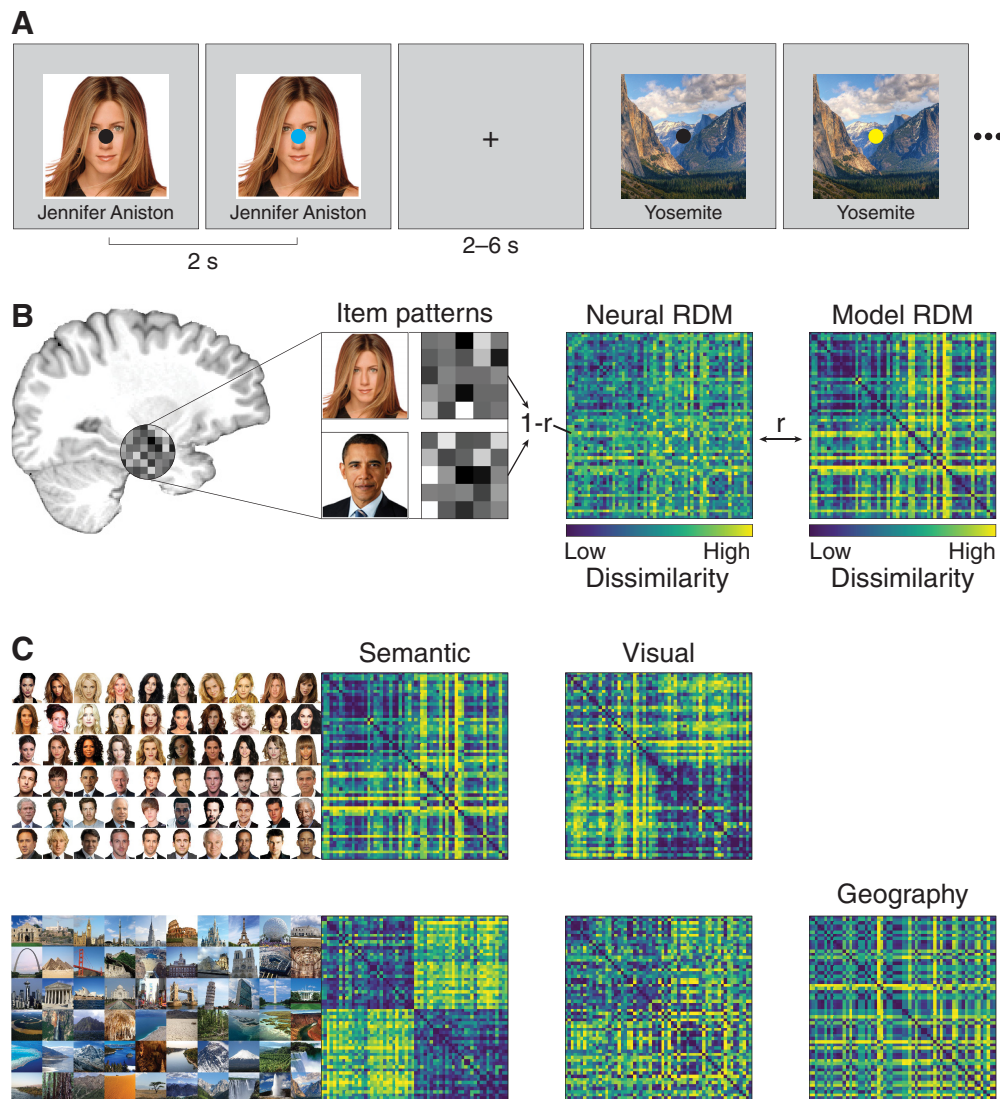 A
Jennifer Aniston
Jennifer Aniston
+
Yosemite
Yosemite
2 s
2–6 s
B
Item patterns
Neural RDM
Model RDM
1-r
r
Low
High
Low
High
Dissimilarity
Dissimilarity
C
Semantic
Visual
Geography